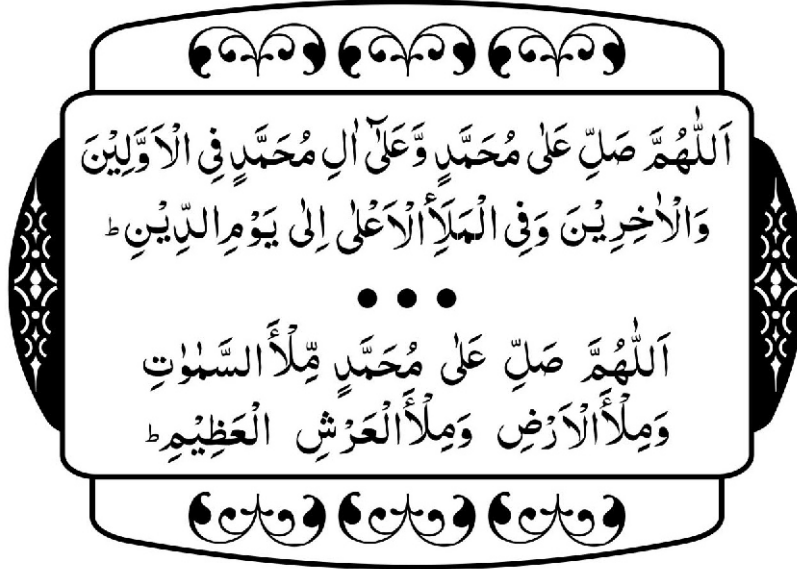 اَللّٰهُمَّ صَلِّ عَلٰى مُحَمَّدٍ وَّعَلٰٓى اٰلِ مُحَمَّدٍ فِى الْاَوَّلِيْنَ
وَالْاٰخِرِيْنَ وَفِى الْمَلَأِ الْاَعْلٰى اِلٰى يَوْمِ الدِّيْنِ ؕ
اَللّٰهُمَّ صَلِّ عَلٰى مُحَمَّدٍ مِّلْأَ السَّمٰوٰتِ
وَمِلْأَ الْاَرْضِ وَمِلْأَ الْعَرْشِ الْعَظِيْمِ ؕ